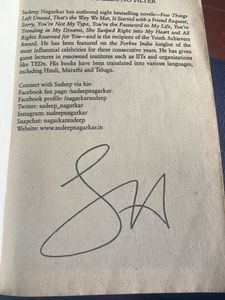 NO FILTER
Sudeep Nagarkar has authored eight bestselling novels—Few Things
Left Unsaid, That's the Way We Met, It Started with a Friend Request,
Sorry, You're Not My Type, You're the Password to My Life, You're
Trending in My Dreams, She Swiped Right into My Heart and All
Rights Reserved for You—and is the recipient of the Youth Achievers
Award. He has been featured on the Forbes India longlist of the
most influential celebrities for three consecutive years. He has given
guest lectures in renowned institutes such as IITs and organizations
like TEDx. His books have been translated into various languages,
including Hindi, Marathi and Telugu.
Connect with Sudeep via his:
Facebook fan page: /sudeepnagarkar
Facebook profile: /nagarkarsudeep
Twitter: sudeep_nagarkar
Instagram: sudeepnagarkar
Snapchat: nagarkarsudeep
Website: www.sudeepnagarkar.in